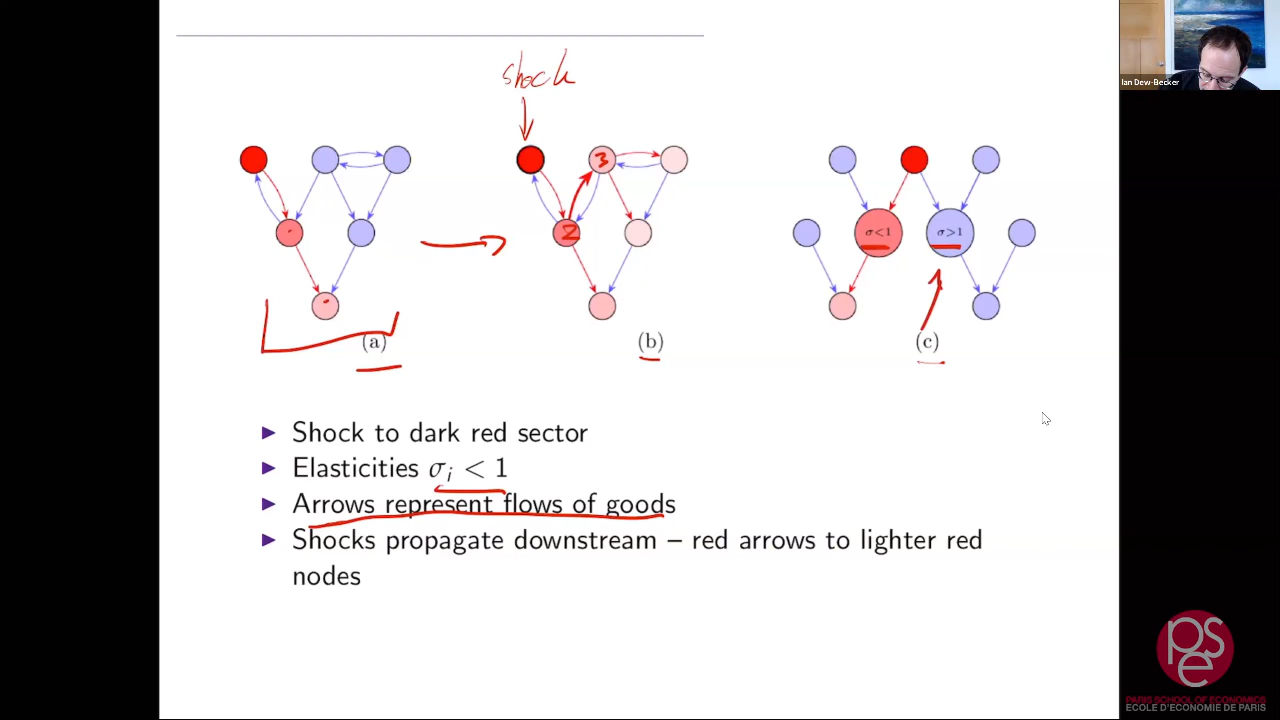 shock
Ian Dew-Becker
3
2
σ<1
σ>1
(a)
(b)
(c)
Shock to dark red sector
Elasticities σᵢ < 1
Arrows represent flows of goods
Shocks propagate downstream – red arrows to lighter red
nodes
pse
PARIS SCHOOL OF ECONOMICS
ECOLE D'ECONOMIE DE PARIS